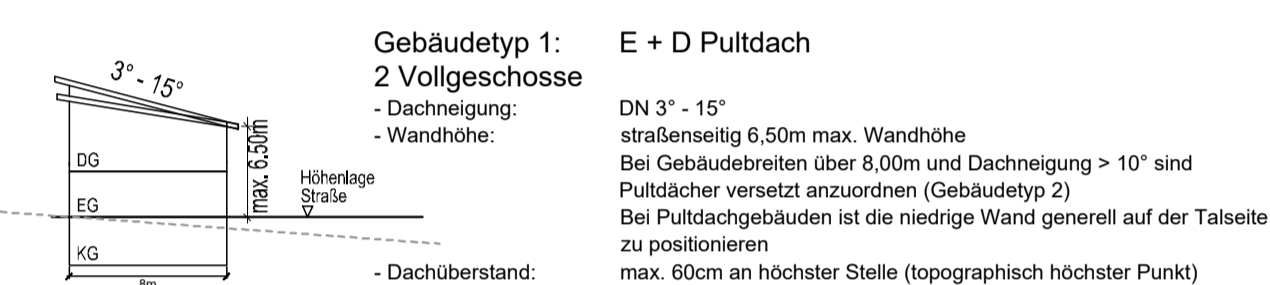 Gebäudetyp 1: E + D Pultdach
2 Vollgeschosse
- Dachneigung: DN 3° - 15°
- Wandhöhe: straßenseitig 6,50m max. Wandhöhe
Bei Gebäudebreiten über 8,00m und Dachneigung > 10° sind
Pultdächer versetzt anzuordnen (Gebäudetyp 2)
Bei Pultdachgebäuden ist die niedrige Wand generell auf der Talseite
zu positionieren
- Dachüberstand: max. 60cm an höchster Stelle (topographisch höchster Punkt)
3° - 15°
max. 6.50m
DG
EG
KG
Höhenlage
Straße
8m